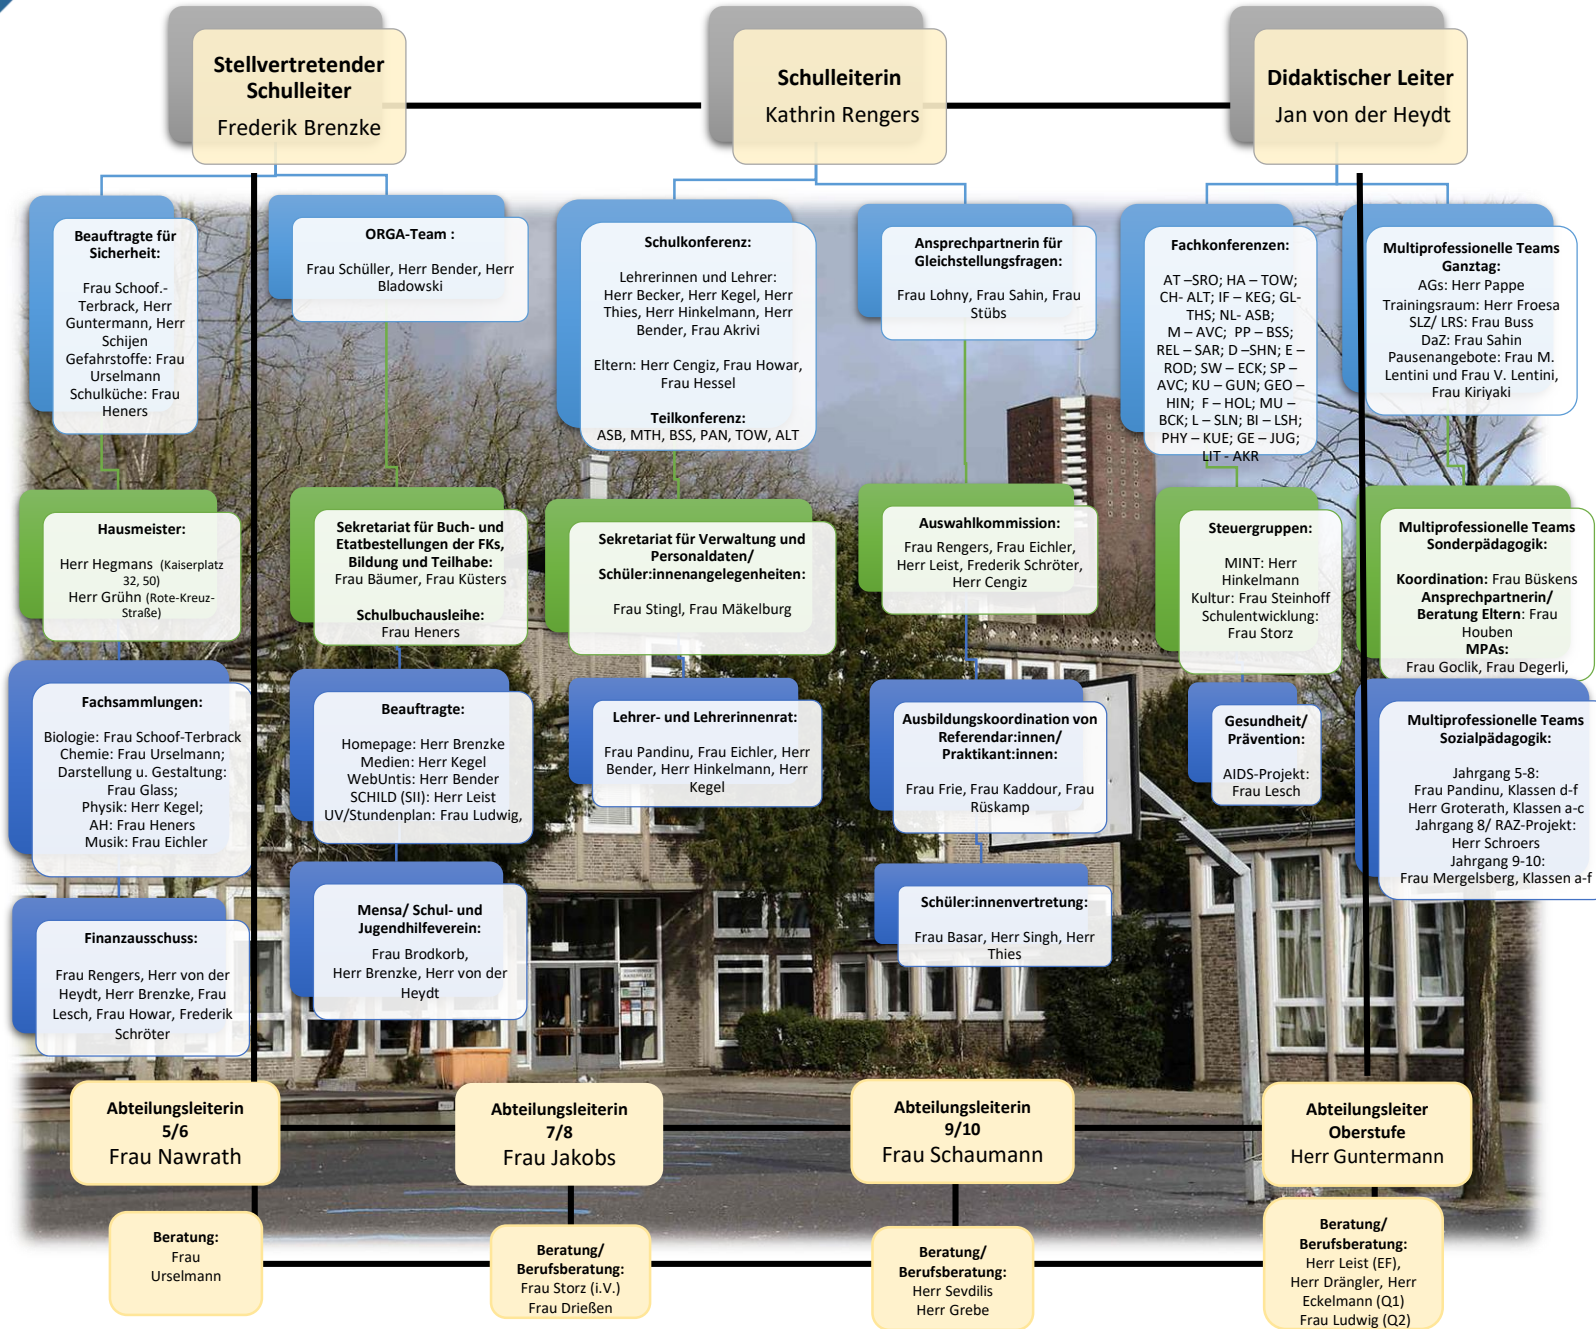 Stellvertretender
Schulleiter
Frederik Brenzke
Schulleiterin
Kathrin Rengers
Didaktischer Leiter
Jan von der Heydt
Beauftragte für
Sicherheit:
Frau Schoof.-
Terbrack, Herr
Guntermann, Herr
Schijen
Gefahrstoffe: Frau
Urselmann
Schulküche: Frau
Heners
ORGA-Team :
Frau Schüller, Herr Bender, Herr
Bladowski
Schulkonferenz:
Lehrerinnen und Lehrer:
Herr Becker, Herr Kegel, Herr
Thies, Herr Hinkelmann, Herr
Bender, Frau Akrivi
Eltern: Herr Cengiz, Frau Howar,
Frau Hessel
Teilkonferenz:
ASB, MTH, BSS, PAN, TOW, ALT
Ansprechpartnerin für
Gleichstellungsfragen:
Frau Lohny, Frau Sahin, Frau
Stübs
Fachkonferenzen:
AT –SRO; HA – TOW;
CH- ALT; IF – KEG; GL-
THS; NL- ASB;
M – AVC; PP – BSS;
REL – SAR; D –SHN; E –
ROD; SW – ECK; SP –
AVC; KU – GUN; GEO –
HIN; F – HOL; MU –
BCK; L – SLN; BI – LSH;
PHY – KUE; GE – JUG;
LIT - AKR
Multiprofessionelle Teams
Ganztag:
AGs: Herr Pappe
Trainingsraum: Herr Froesa
SLZ/ LRS: Frau Buss
DaZ: Frau Sahin
Pausenangebote: Frau M.
Lentini und Frau V. Lentini,
Frau Kiriyaki
Hausmeister:
Herr Hegmans (Kaiserplatz
32, 50)
Herr Grühn (Rote-Kreuz-
Straße)
Sekretariat für Buch- und
Etatbestellungen der FKs,
Bildung und Teilhabe:
Frau Bäumer, Frau Küsters
Schulbuchausleihe:
Frau Heners
Sekretariat für Verwaltung und
Personaldaten/
Schüler:innenangelegenheiten:
Frau Stingl, Frau Mäkelburg
Auswahlkommission:
Frau Rengers, Frau Eichler,
Herr Leist, Frederik Schröter,
Herr Cengiz
Steuergruppen:
MINT: Herr
Hinkelmann
Kultur: Frau Steinhoff
Schulentwicklung:
Frau Storz
Multiprofessionelle Teams
Sonderpädagogik:
Koordination: Frau Büskens
Ansprechpartnerin/
Beratung Eltern: Frau
Houben
MPAs:
Frau Goclik, Frau Degerli,
Fachsammlungen:
Biologie: Frau Schoof-Terbrack
Chemie: Frau Urselmann;
Darstellung u. Gestaltung:
Frau Glass;
Physik: Herr Kegel;
AH: Frau Heners
Musik: Frau Eichler
Beauftragte:
Homepage: Herr Brenzke
Medien: Herr Kegel
WebUntis: Herr Bender
SCHILD (SII): Herr Leist
UV/Stundenplan: Frau Ludwig,
Lehrer- und Lehrerinnenrat:
Frau Pandinu, Frau Eichler, Herr
Bender, Herr Hinkelmann, Herr
Kegel
Ausbildungskoordination von
Referendar:innen/
Praktikant:innen:
Frau Frie, Frau Kaddour, Frau
Rüskamp
Gesundheit/
Prävention:
AIDS-Projekt:
Frau Lesch
Multiprofessionelle Teams
Sozialpädagogik:
Jahrgang 5-8:
Frau Pandinu, Klassen d-f
Herr Groterath, Klassen a-c
Jahrgang 8/ RAZ-Projekt:
Herr Schroers
Jahrgang 9-10:
Frau Mergelsberg, Klassen a-f
Finanzausschuss:
Frau Rengers, Herr von der
Heydt, Herr Brenzke, Frau
Lesch, Frau Howar, Frederik
Schröter
Mensa/ Schul- und
Jugendhilfeverein:
Frau Brodkorb,
Herr Brenzke, Herr von der
Heydt
Schüler:innenvertretung:
Frau Basar, Herr Singh, Herr
Thies
Abteilungsleiterin
5/6
Frau Nawrath
Abteilungsleiterin
7/8
Frau Jakobs
Abteilungsleiterin
9/10
Frau Schaumann
Abteilungsleiter
Oberstufe
Herr Guntermann
Beratung:
Frau
Urselmann
Beratung/
Berufsberatung:
Frau Storz (i.V.)
Frau Drießen
Beratung/
Berufsberatung:
Herr Sevdilis
Herr Grebe
Beratung/
Berufsberatung:
Herr Leist (EF),
Herr Drängler, Herr
Eckelmann (Q1)
Frau Ludwig (Q2)